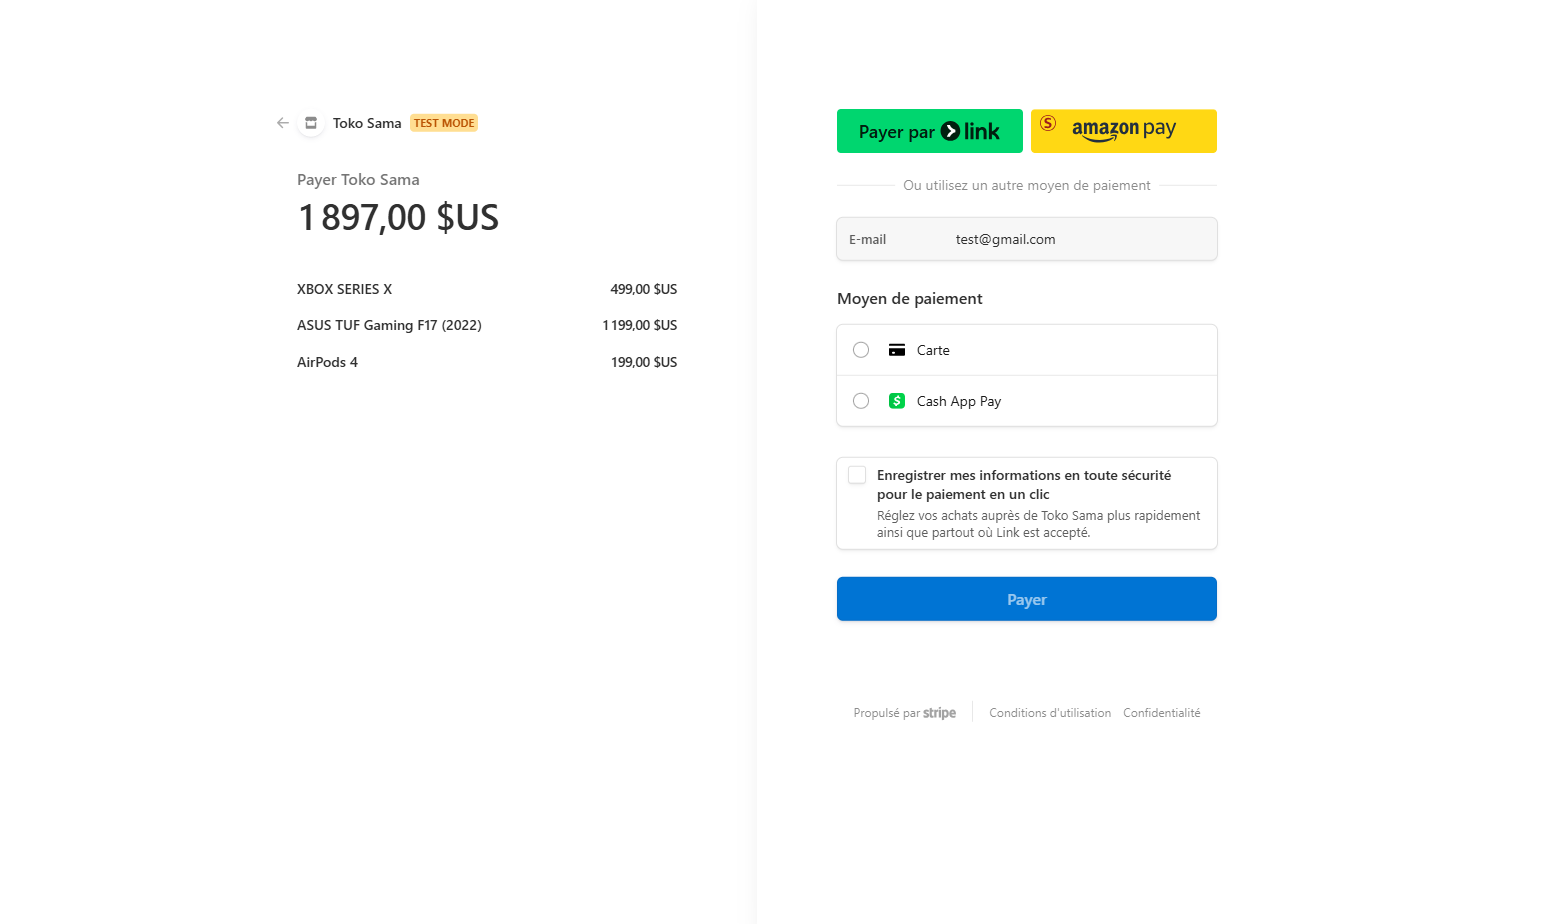 Toko Sama TEST MODE
Payer Toko Sama
1 897,00 $US
XBOX SERIES X 499,00 $US
ASUS TUF Gaming F17 (2022) 1 199,00 $US
AirPods 4 199,00 $US
Payer par link
S amazon pay
Ou utilisez un autre moyen de paiement
E-mail test@gmail.com
Moyen de paiement
Carte
$ Cash App Pay
Enregistrer mes informations en toute sécurité
pour le paiement en un clic
Réglez vos achats auprès de Toko Sama plus rapidement
ainsi que partout où Link est accepté.
Payer
Propulsé par stripe
Conditions d'utilisation Confidentialité